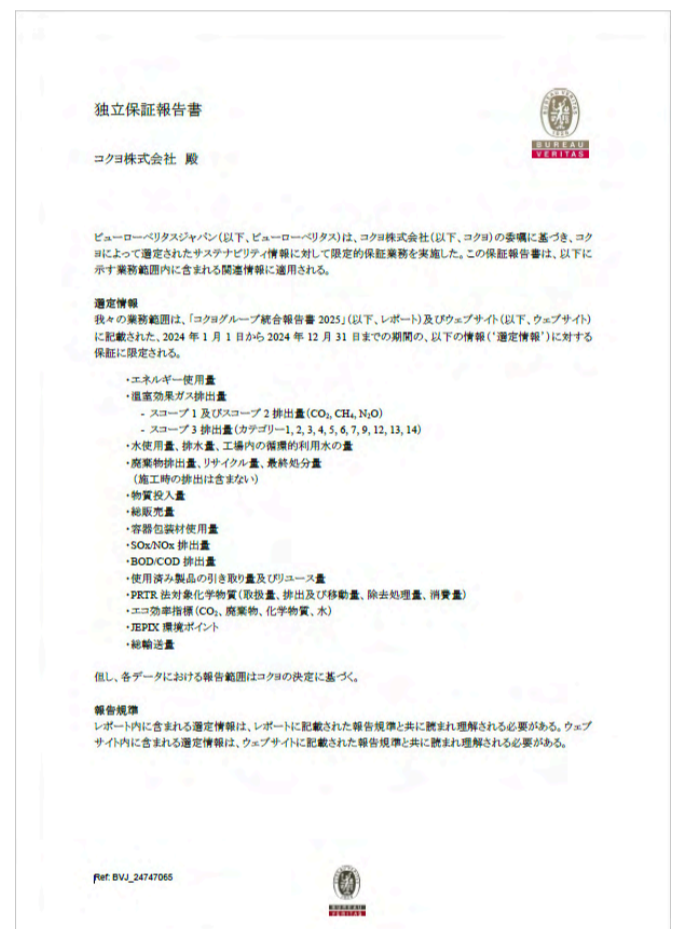 独立保証報告書
BUREAU
VERITAS
コクヨ株式会社 殿
ビューローベリタスジャパン(以下、ビューローベリタス)は、コクヨ株式会社(以下、コクヨ)の委嘱に基づき、コク
ヨによって選定されたサステナビリティ情報に対して限定的保証業務を実施した。この保証報告書は、以下に
示す業務範囲内に含まれる関連情報に適用される。
選定情報
我々の業務範囲は、「コクヨグループ統合報告書 2025」(以下、レポート)及びウェブサイト(以下、ウェブサイト)
に記載された、2024 年 1 月 1 日から 2024 年 12 月 31 日までの期間の、以下の情報('選定情報')に対する
保証に限定される。
・エネルギー使用量
・温室効果ガス排出量
- スコープ 1 及びスコープ 2 排出量(CO₂, CH₄, N₂O)
- スコープ 3 排出量(カテゴリー1, 2, 3, 4, 5, 6, 7, 9, 12, 13, 14)
・水使用量、排水量、工場内の循環的利用水の量
・廃棄物排出量、リサイクル量、最終処分量
(施工時の排出は含まない)
・物質投入量
・総販売量
・容器包装材使用量
・SOx/NOx 排出量
・BOD/COD 排出量
・使用済み製品の引き取り量及びリユース量
・PRTR 法対象化学物質(取扱量、排出及び移動量、除去処理量、消費量)
・エコ効率指標(CO₂、廃棄物、化学物質、水)
・JEPIX 環境ポイント
・総輸送量
但し、各データにおける報告範囲はコクヨの決定に基づく。
報告規準
レポート内に含まれる選定情報は、レポートに記載された報告規準と共に読まれ理解される必要がある。ウェブ
サイト内に含まれる選定情報は、ウェブサイトに記載された報告規準と共に読まれ理解される必要がある。
Ref: BVJ_24747065
BUREAU
VERITAS